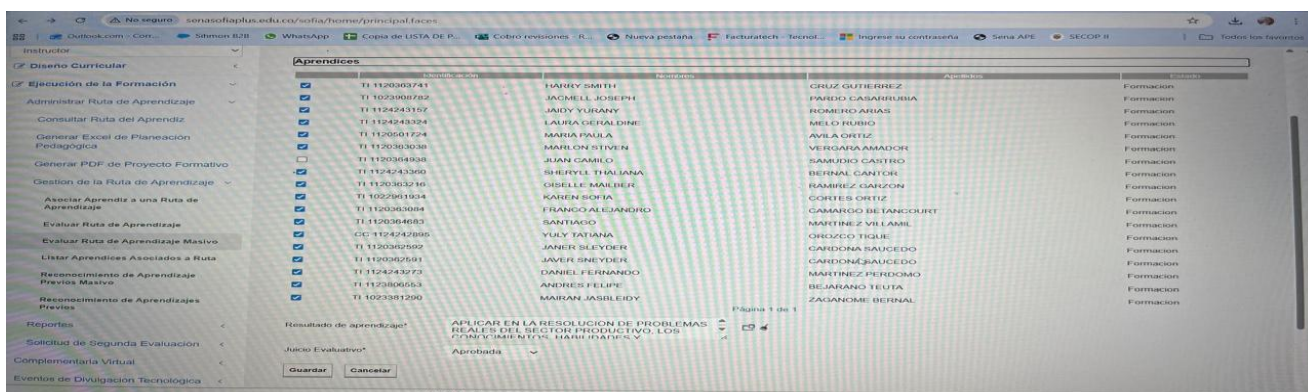 No seguro senasofiaplus.edu.co/sofia/home/principal.faces
Outlook.com - Corr... Sihmon B2B WhatsApp Copia de LISTA DE P... Cobro revisiones - R... Nueva pestaña Facturatech - Tecnol... Ingrese su contraseña Sena APE SECOP II Todos los favoritos
Instructor
Diseño Curricular
Ejecución de la Formación
Administrar Ruta de Aprendizaje
Consultar Ruta del Aprendiz
Generar Excel de Planeación
Pedagógica
Generar PDF de Proyecto Formativo
Gestion de la Ruta de Aprendizaje
Asociar Aprendiz a una Ruta de
Aprendizaje
Evaluar Ruta de Aprendizaje
Evaluar Ruta de Aprendizaje Masivo
Listar Aprendices Asociados a Ruta
Reconocimiento de Aprendizaje
Previos Masivo
Reconocimiento de Aprendizajes
Previos
Reportes
Solicitud de Segunda Evaluación
Complementaria Virtual
Eventos de Divulgación Tecnológica
Aprendices
Identificación Nombres Apellidos Estado
TI 1120363741 HARRY SMITH CRUZ GUTIERREZ Formacion
TI 1023908782 JACMELL JOSEPH PARDO CASARRUBIA Formacion
TI 1124243157 JAIDY YURANY ROMERO ARIAS Formacion
TI 1124243324 LAURA GERALDINE MELO RUBIO Formacion
TI 1120501724 MARIA PAULA AVILA ORTIZ Formacion
TI 1120363038 MARLON STIVEN VERGARA AMADOR Formacion
TI 1120364938 JUAN CAMILO SAMUDIO CASTRO Formacion
TI 1124243360 SHERYLL THALIANA BERNAL CANTOR Formacion
TI 1120363216 GISELLE MAILBER RAMIREZ GARZON Formacion
TI 1022961934 KAREN SOFIA CORTES ORTIZ Formacion
TI 1120363084 FRANCO ALEJANDRO CAMARGO BETANCOURT Formacion
TI 1120364683 SANTIAGO MARTINEZ VILLAMIL Formacion
CC 1124242895 YULY TATIANA OROZCO TIQUE Formacion
TI 1120362592 JANER SLEYDER CARDONA SAUCEDO Formacion
TI 1120362591 JAVER SNEYDER CARDONA SAUCEDO Formacion
TI 1124243273 DANIEL FERNANDO MARTINEZ PERDOMO Formacion
TI 1123806553 ANDRES FELIPE BEJARANO TEUTA Formacion
TI 1023381290 MAIRAN JASBLEIDY ZAGANOME BERNAL Formacion
Página 1 de 1
Resultado de aprendizaje* APLICAR EN LA RESOLUCION DE PROBLEMAS
REALES DEL SECTOR PRODUCTIVO, LOS
CONOCIMIENTOS, HABILIDADES Y
Juicio Evaluativo* Aprobada
Guardar Cancelar